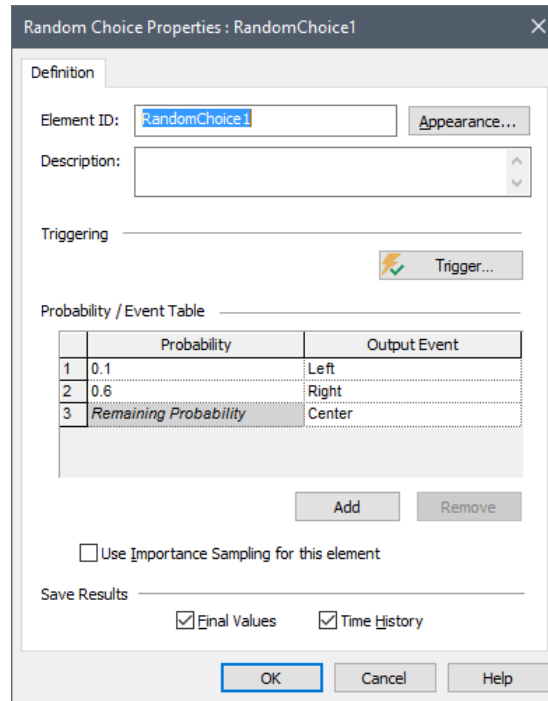 Random Choice Properties : RandomChoice1
Definition
Element ID: RandomChoice1 Appearance...
Description:
Triggering
Trigger...
Probability / Event Table
Probability Output Event
1 0.1 Left
2 0.6 Right
3 Remaining Probability Center
Add Remove
Use Importance Sampling for this element
Save Results
Final Values Time History
OK Cancel Help